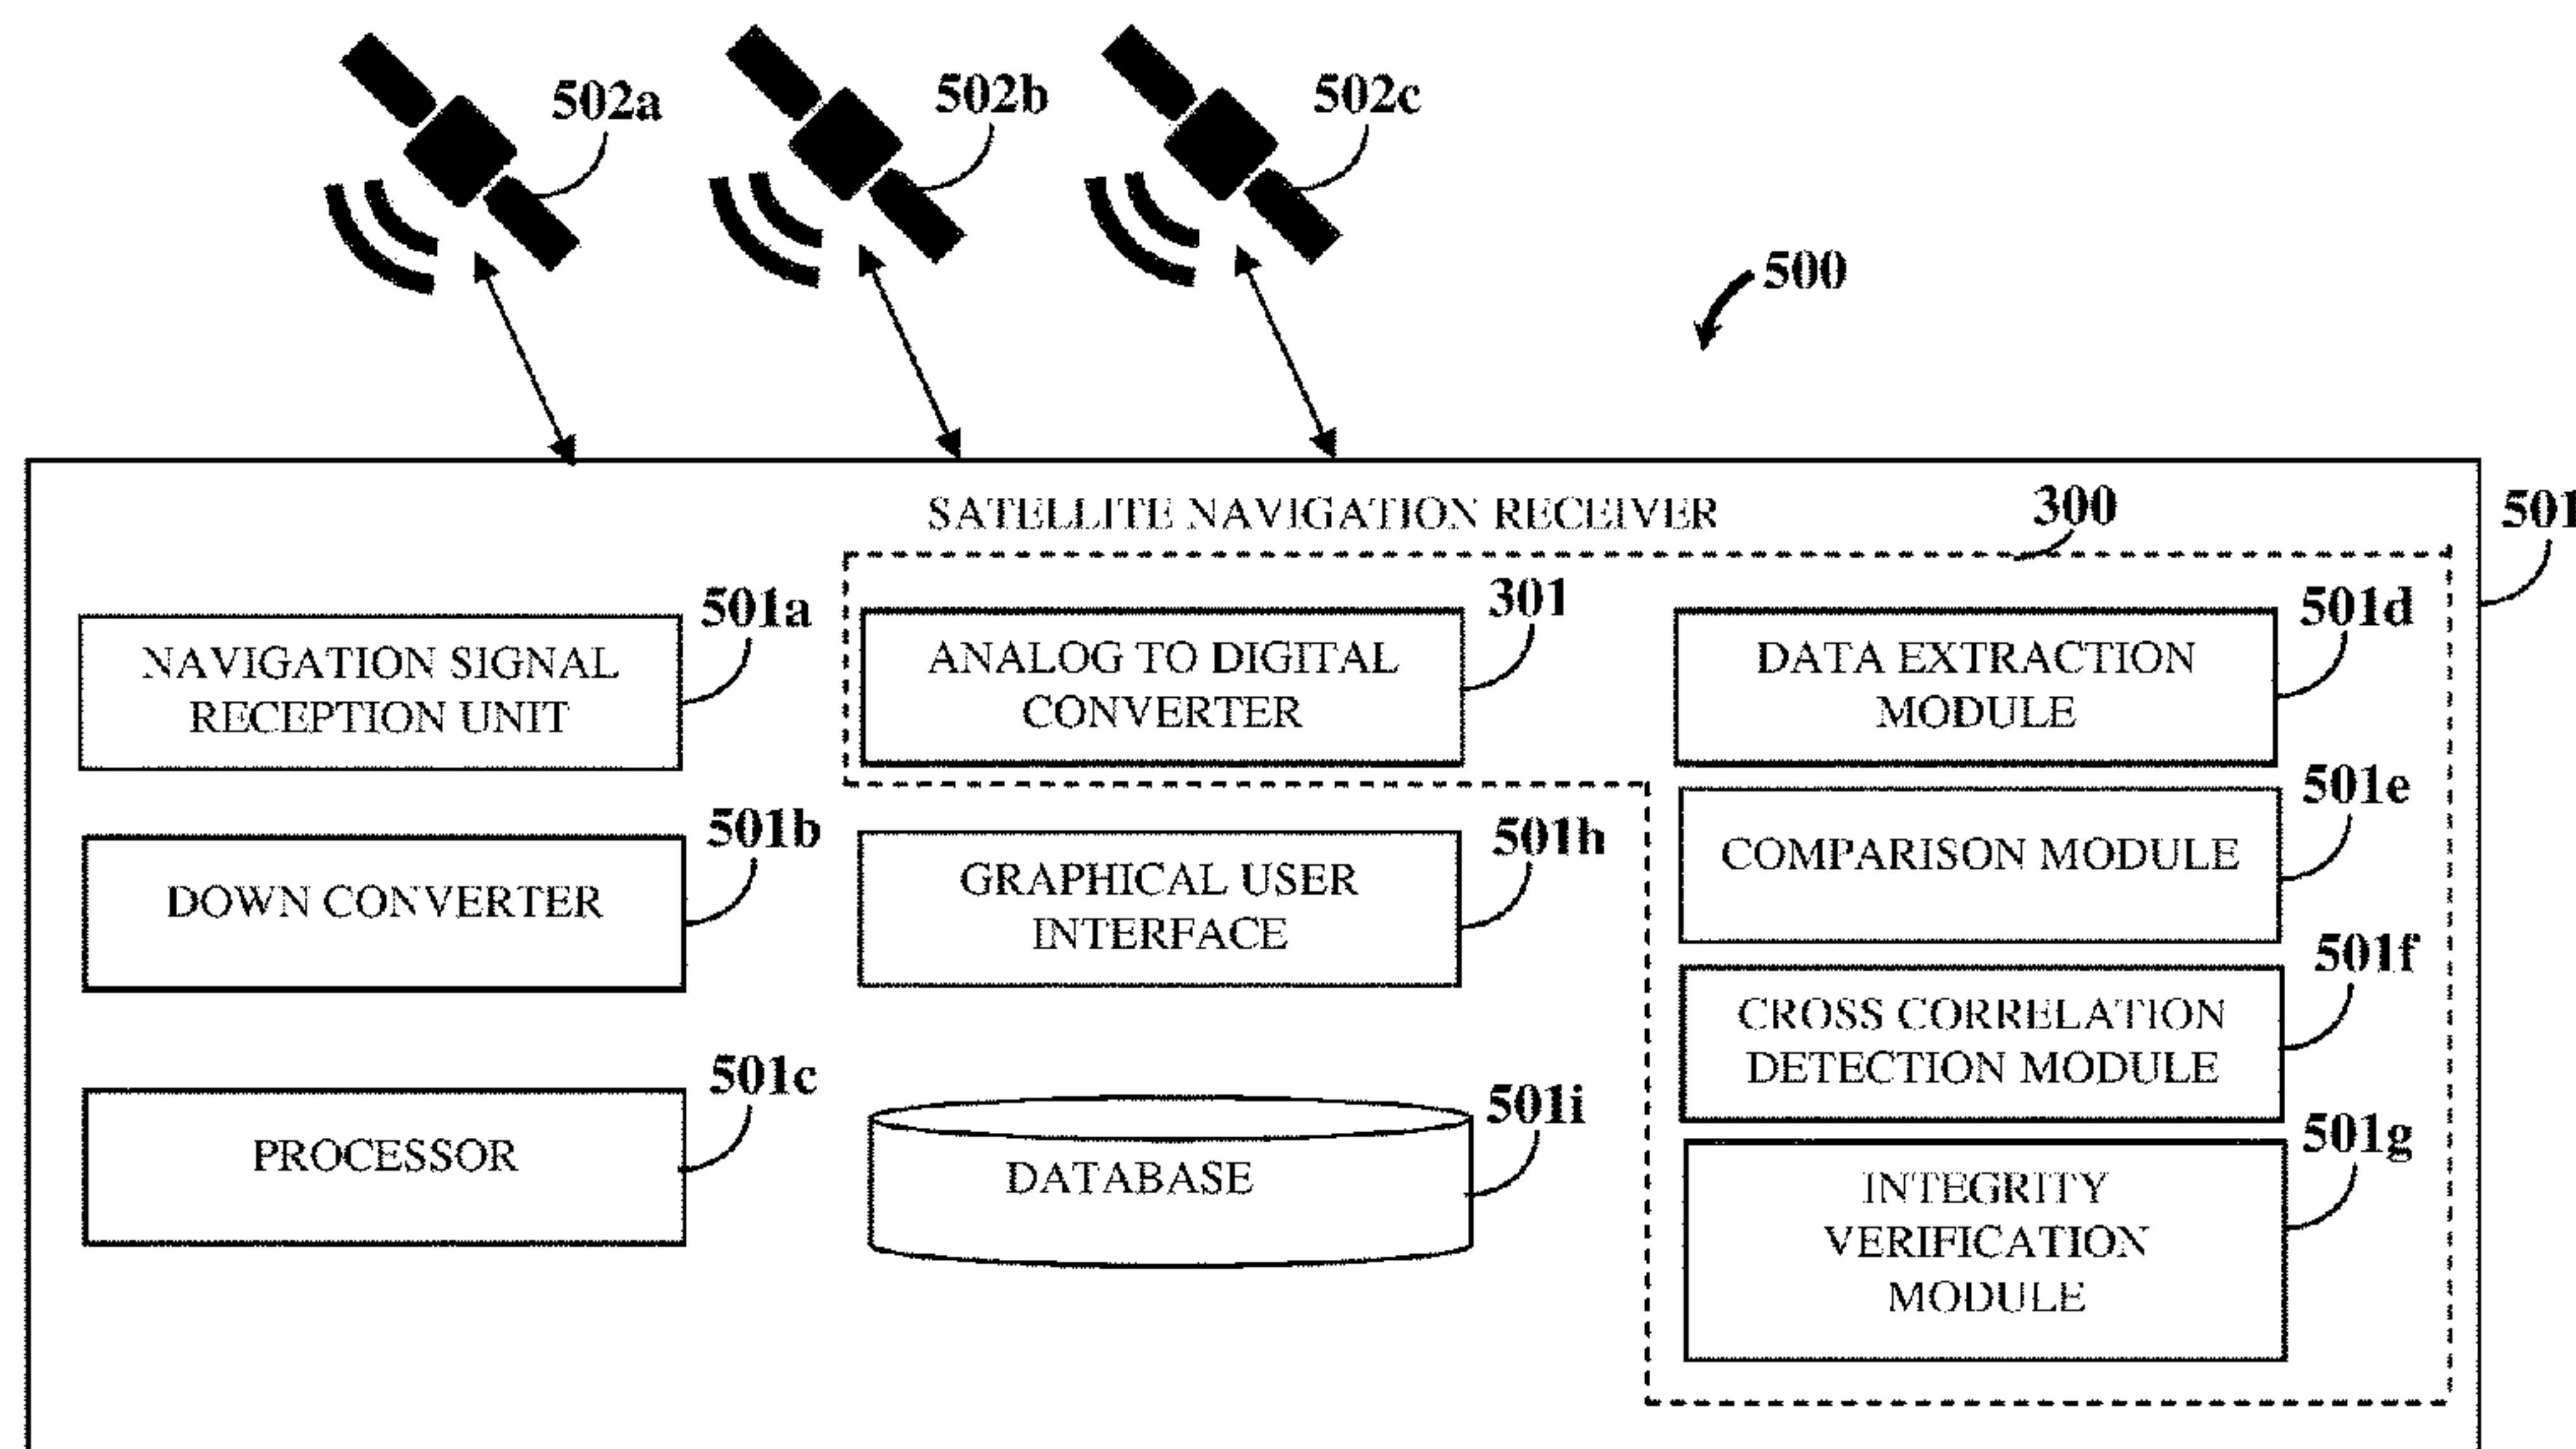 502a
502b
502c
500
SATELLITE NAVIGATION RECEIVER
300
501
501a
NAVIGATION SIGNAL
RECEPTION UNIT
301
ANALOG TO DIGITAL
CONVERTER
501d
DATA EXTRACTION
MODULE
501b
DOWN CONVERTER
501h
GRAPHICAL USER
INTERFACE
501e
COMPARISON MODULE
501f
CROSS CORRELATION
DETECTION MODULE
501c
PROCESSOR
501i
DATABASE
501g
INTEGRITY
VERIFICATION
MODULE